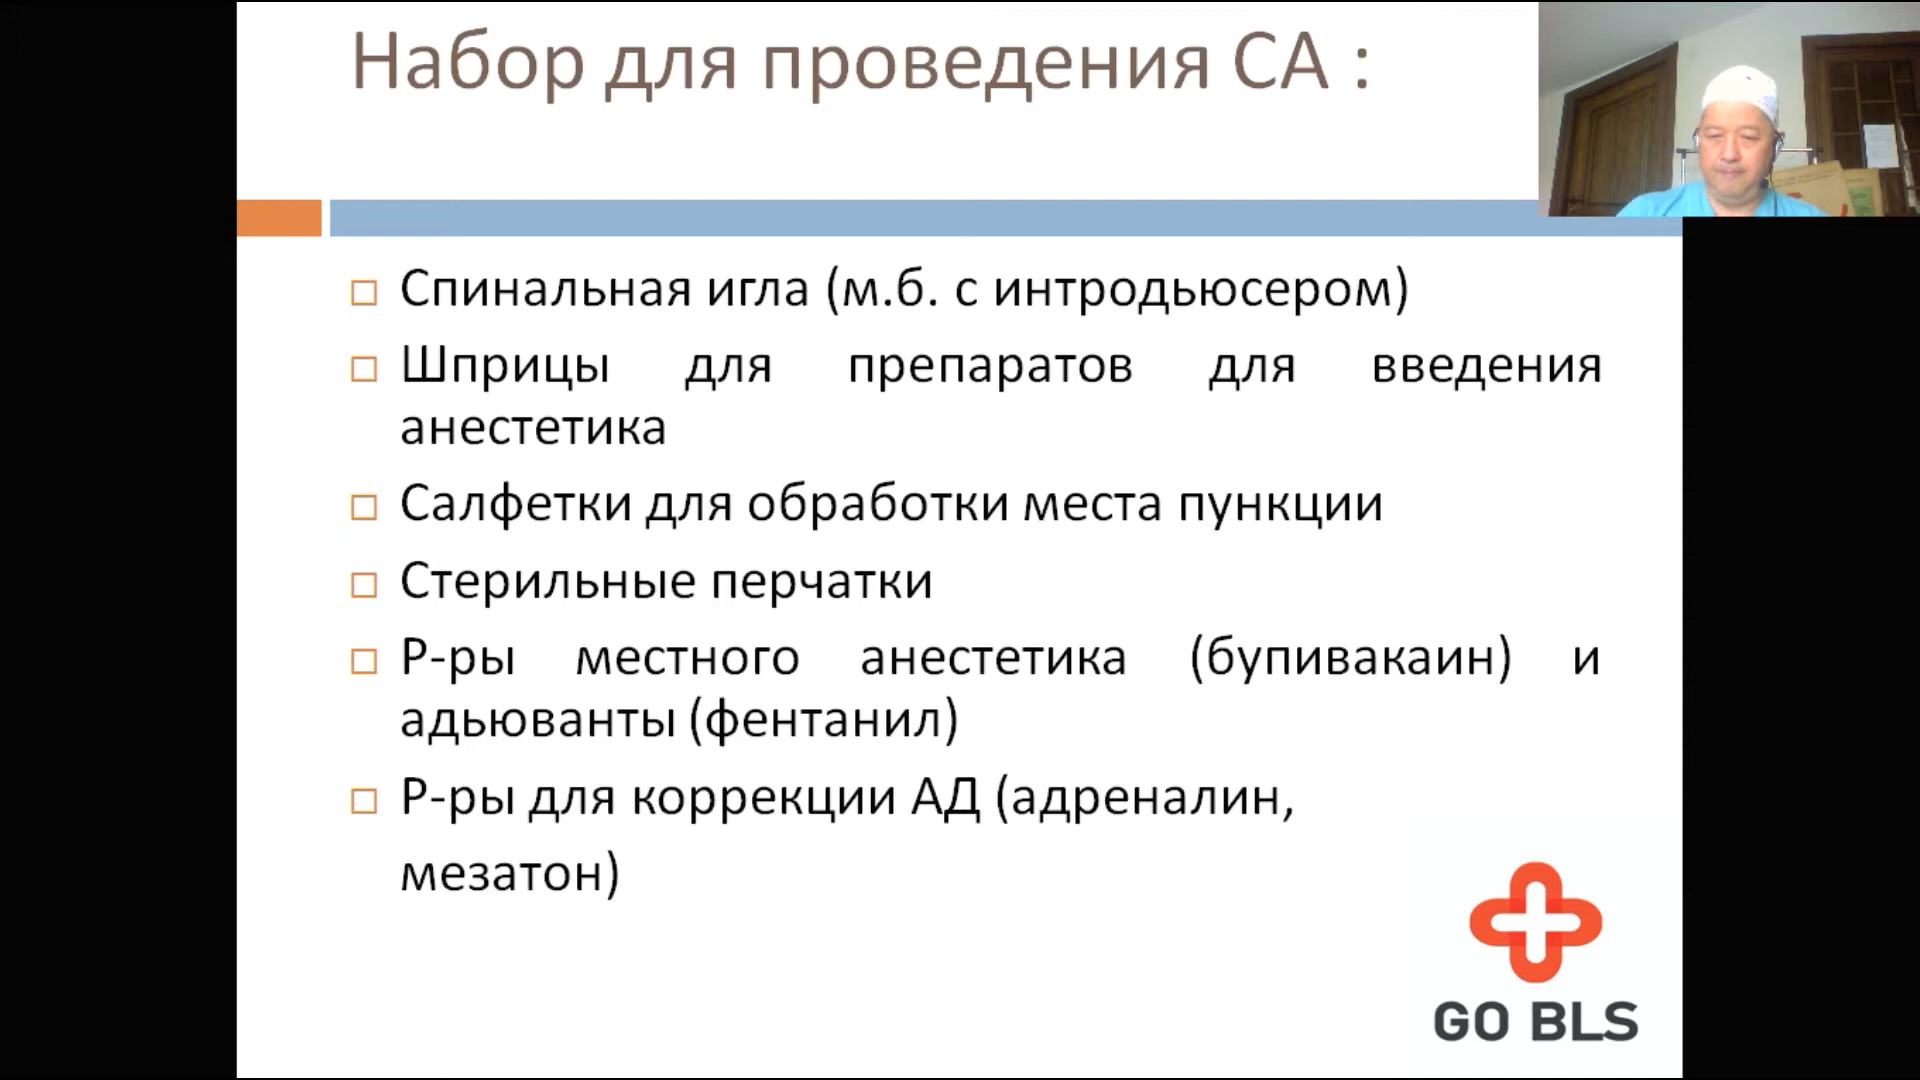 Набор для проведения СА :
Спинальная игла (м.б. с интродьюсером)
Шприцы для препаратов для введения
анестетика
Салфетки для обработки места пункции
Стерильные перчатки
Р-ры местного анестетика (бупивакаин) и
адьюванты (фентанил)
Р-ры для коррекции АД (адреналин,
мезатон)
GO BLS